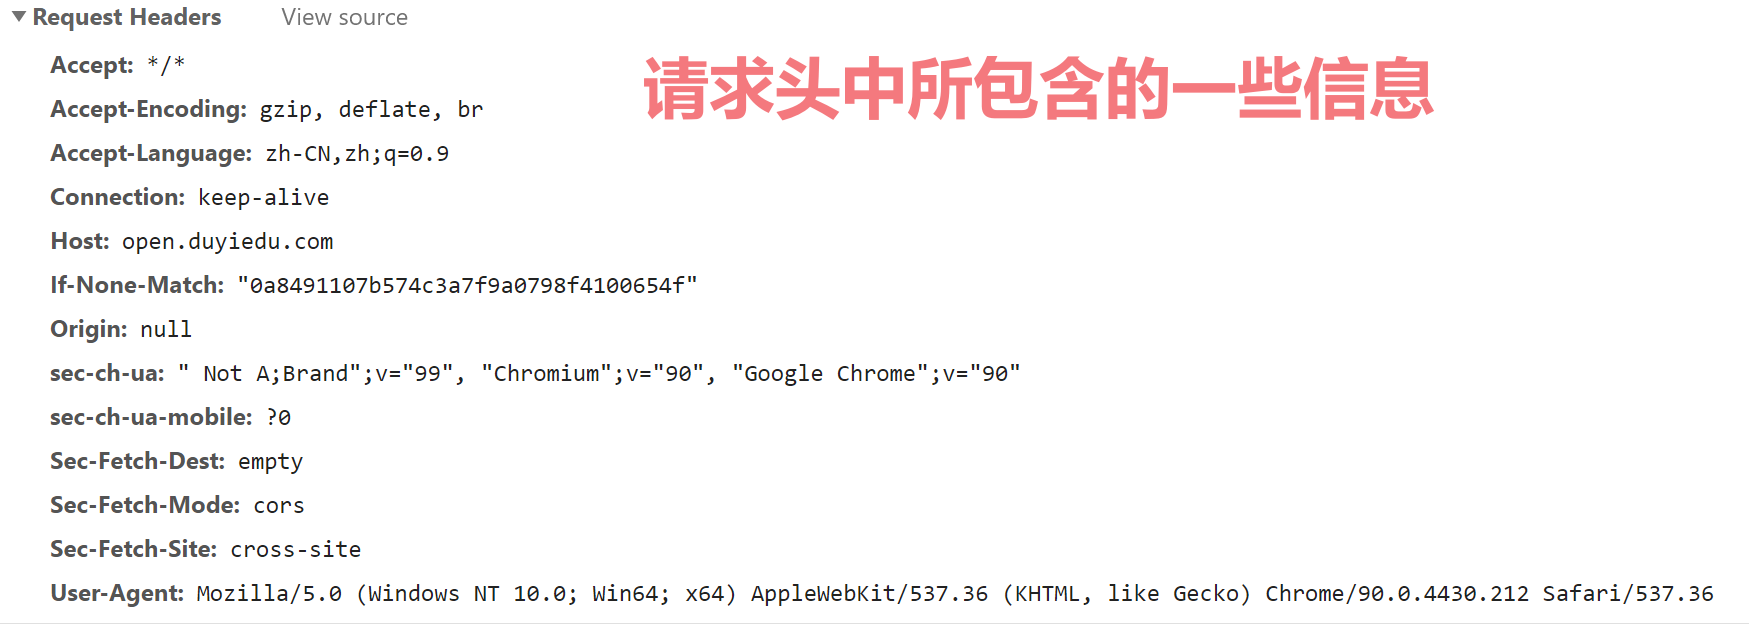 Request Headers View source
Accept: */*
请求头中所包含的一些信息
Accept-Encoding: gzip, deflate, br
Accept-Language: zh-CN,zh;q=0.9
Connection: keep-alive
Host: open.duyiedu.com
If-None-Match: "0a8491107b574c3a7f9a0798f4100654f"
Origin: null
sec-ch-ua: " Not A;Brand";v="99", "Chromium";v="90", "Google Chrome";v="90"
sec-ch-ua-mobile: ?0
Sec-Fetch-Dest: empty
Sec-Fetch-Mode: cors
Sec-Fetch-Site: cross-site
User-Agent: Mozilla/5.0 (Windows NT 10.0; Win64; x64) AppleWebKit/537.36 (KHTML, like Gecko) Chrome/90.0.4430.212 Safari/537.36